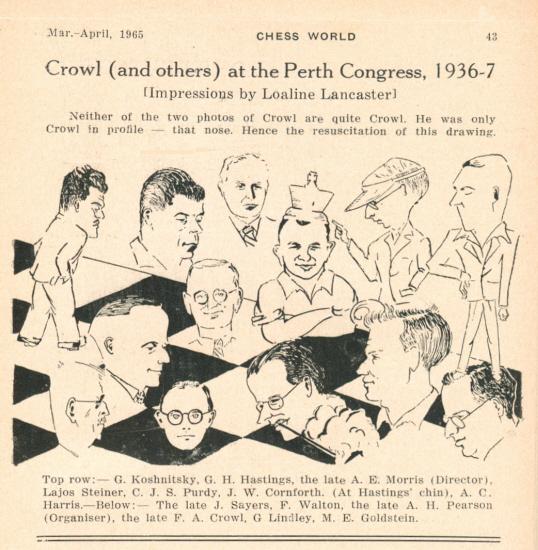 Mar.-April, 1965 CHESS WORLD 43
Crowl (and others) at the Perth Congress, 1936-7
[Impressions by Loaline Lancaster]
Neither of the two photos of Crowl are quite Crowl. He was only
Crowl in profile — that nose. Hence the resuscitation of this drawing.
Top row:— G. Koshnitsky, G. H. Hastings, the late A. E. Morris (Director),
Lajos Steiner, C. J. S. Purdy, J. W. Cornforth. (At Hastings' chin), A. C.
Harris.—Below:— The late J. Sayers, F. Walton, the late A. H. Pearson
(Organiser), the late F. A. Crowl, G Lindley, M. E. Goldstein.